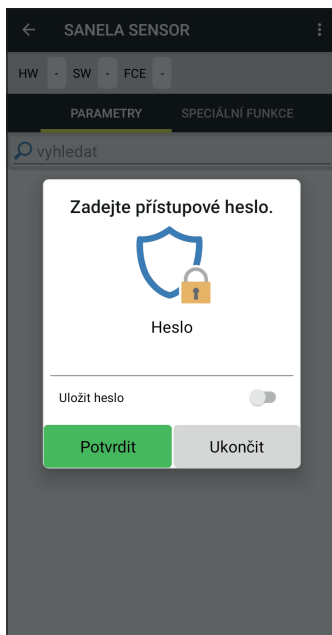 SANELA SENSOR
HW - SW - FCE -
PARAMETRY SPECIÁLNÍ FUNKCE
vyhledat
Zadejte přístupové heslo.
Heslo
Uložit heslo
Potvrdit Ukončit